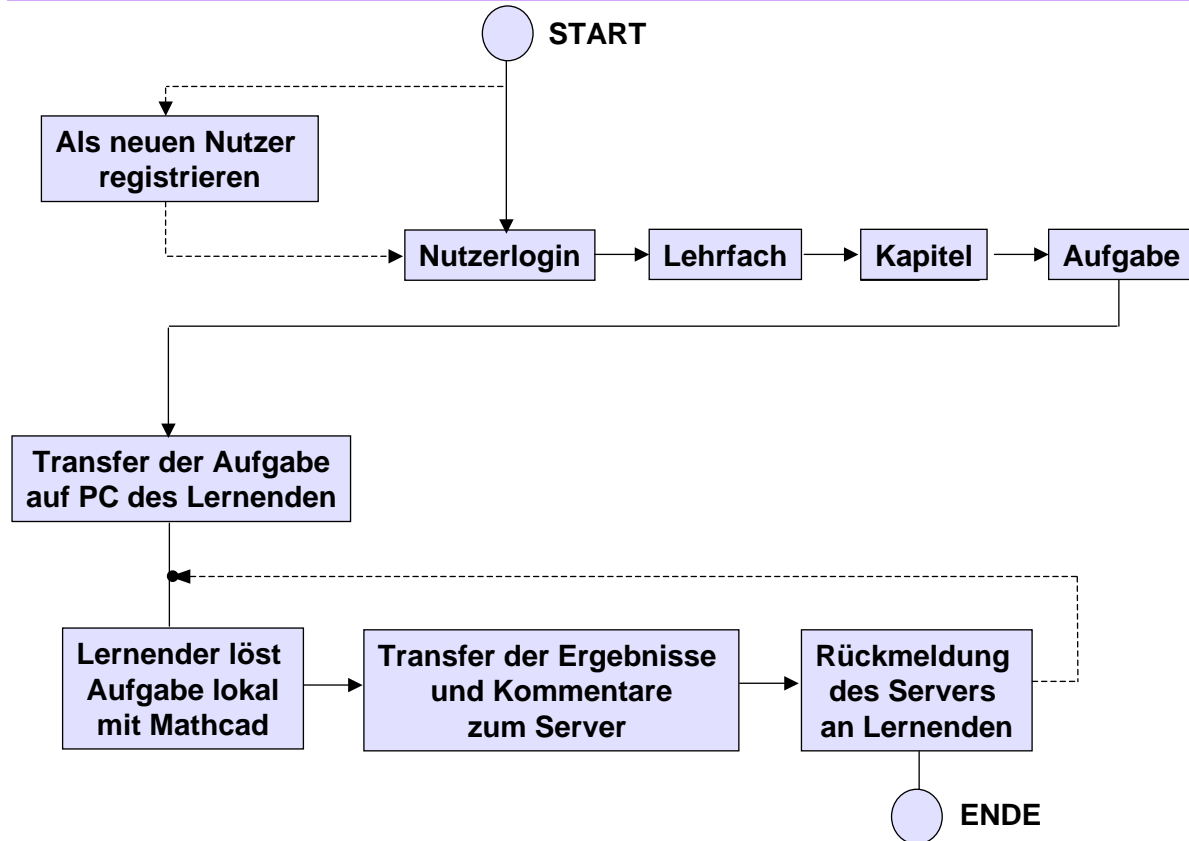 START
Als neuen Nutzer
registrieren
Nutzerlogin
Lehrfach
Kapitel
Aufgabe
Transfer der Aufgabe
auf PC des Lernenden
Lernender löst
Aufgabe lokal
mit Mathcad
Transfer der Ergebnisse
und Kommentare
zum Server
Rückmeldung
des Servers
an Lernenden
ENDE